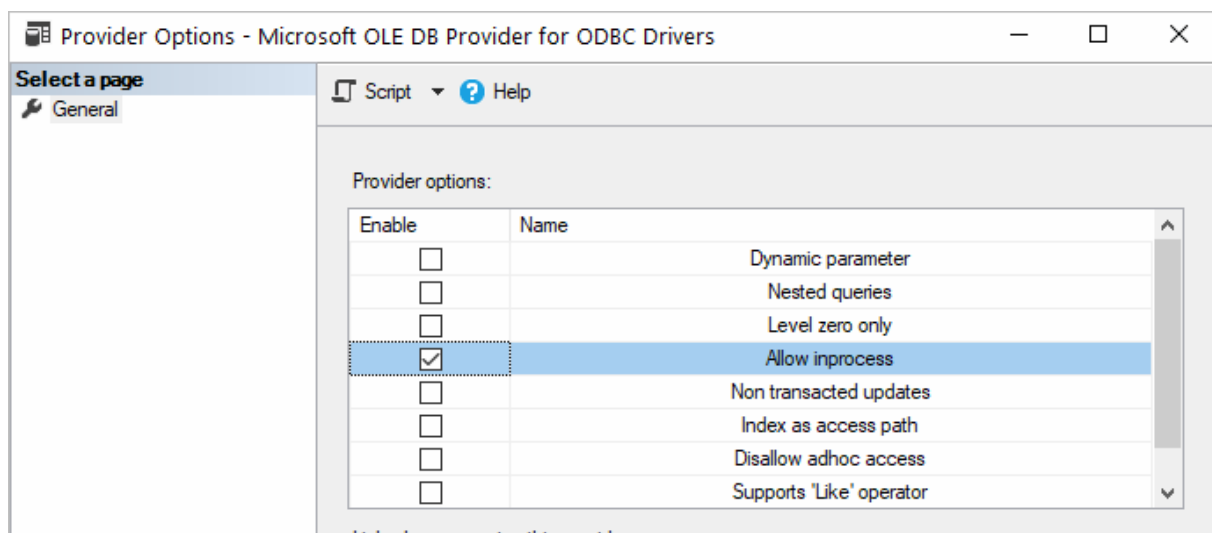 Provider Options - Microsoft OLE DB Provider for ODBC Drivers
Select a page
General
Script
Help
Provider options:
Enable Name
Dynamic parameter
Nested queries
Level zero only
Allow inprocess
Non transacted updates
Index as access path
Disallow adhoc access
Supports 'Like' operator